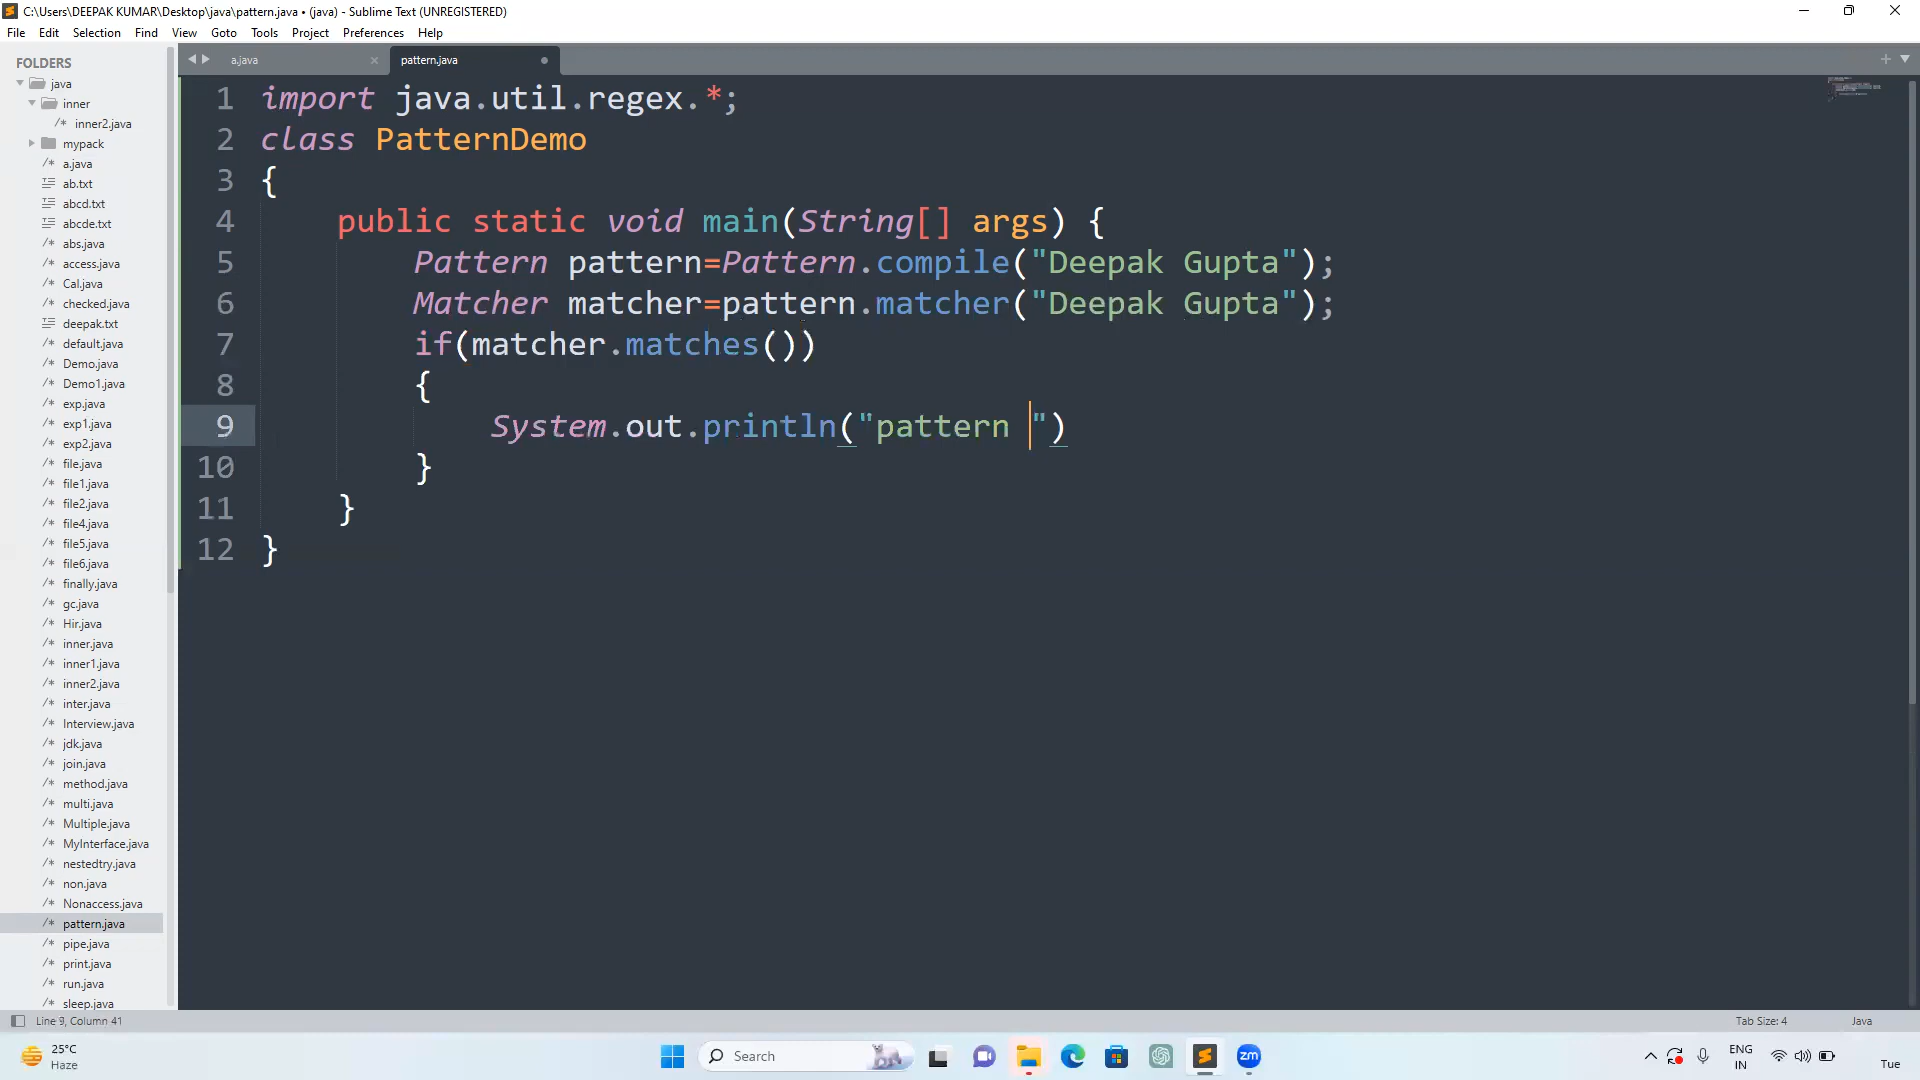 C:\Users\DEEPAK KUMAR\Desktop\java\pattern.java • (java) - Sublime Text (UNREGISTERED)
File Edit Selection Find View Goto Tools Project Preferences Help
FOLDERS
java
inner
/* inner2.java
mypack
/* a.java
ab.txt
abcd.txt
abcde.txt
/* abs.java
/* access.java
/* Cal.java
/* checked.java
deepak.txt
/* default.java
/* Demo.java
/* Demo1.java
/* exp.java
/* exp1.java
/* exp2.java
/* file.java
/* file1.java
/* file2.java
/* file4.java
/* file5.java
/* file6.java
/* finally.java
/* gc.java
/* Hir.java
/* inner.java
/* inner1.java
/* inner2.java
/* inter.java
/* Interview.java
/* jdk.java
/* join.java
/* method.java
/* multi.java
/* Multiple.java
/* MyInterface.java
/* nestedtry.java
/* non.java
/* Nonaccess.java
/* pattern.java
/* pipe.java
/* print.java
/* run.java
/* sleep.java
a.java pattern.java
1 import java.util.regex.*;
2 class PatternDemo
3 {
4 public static void main(String[] args) {
5 Pattern pattern=Pattern.compile("Deepak Gupta");
6 Matcher matcher=pattern.matcher("Deepak Gupta");
7 if(matcher.matches())
8 {
9 System.out.println("pattern ")
10 }
11 }
12 }
Line 9, Column 41 Tab Size: 4 Java
25°C
Haze
Search
zm
ENG
IN
Tue